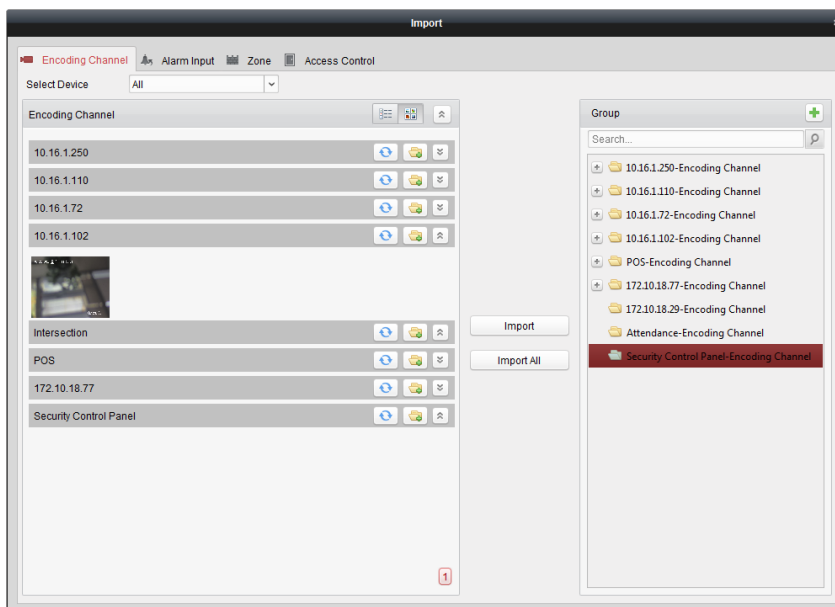 Import
Encoding Channel
Alarm Input
Zone
Access Control
Select Device
All
Encoding Channel
10.16.1.250
10.16.1.110
10.16.1.72
10.16.1.102
Intersection
POS
172.10.18.77
Security Control Panel
1
Import
Import All
Group
Search...
10.16.1.250-Encoding Channel
10.16.1.110-Encoding Channel
10.16.1.72-Encoding Channel
10.16.1.102-Encoding Channel
POS-Encoding Channel
172.10.18.77-Encoding Channel
172.10.18.29-Encoding Channel
Attendance-Encoding Channel
Security Control Panel-Encoding Channel